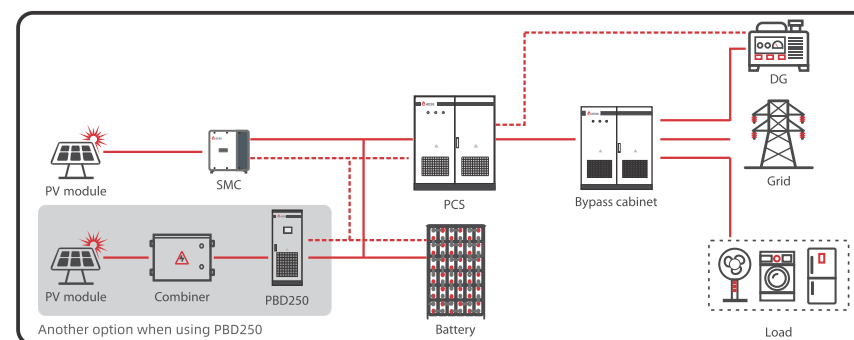 DG
PV module
SMC
PCS
Bypass cabinet
Grid
PV module
Combiner
PBD250
Another option when using PBD250
Battery
Load